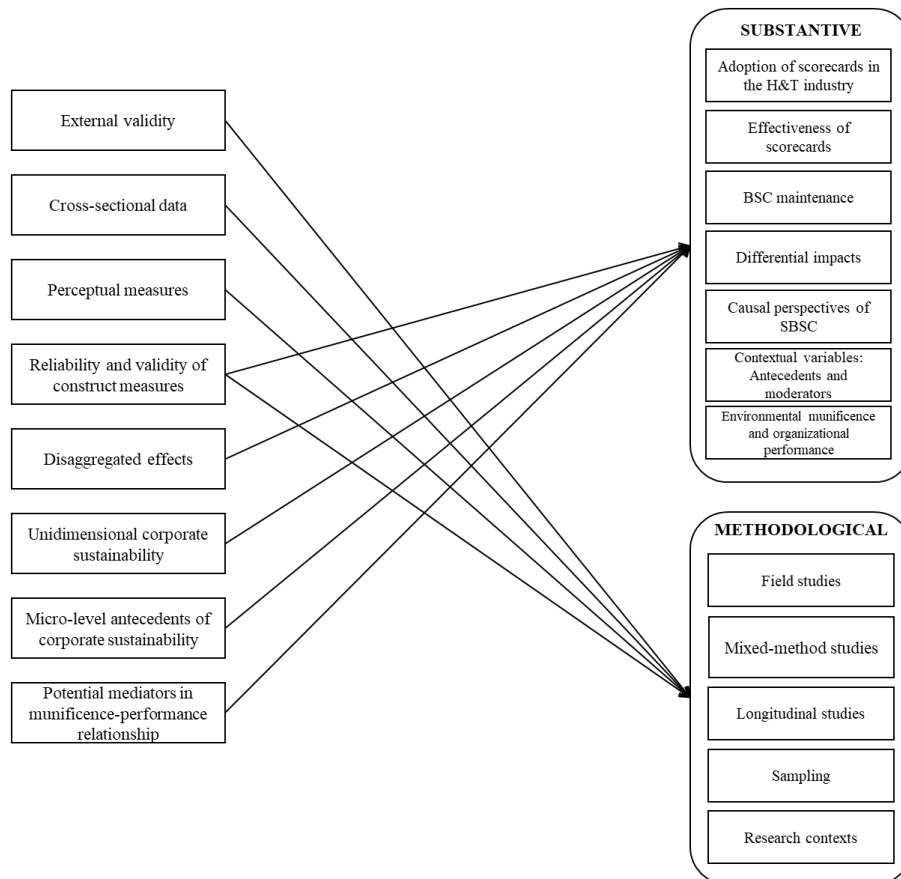 External validity
Cross-sectional data
Perceptual measures
Reliability and validity of
construct measures
Disaggregated effects
Unidimensional corporate
sustainability
Micro-level antecedents of
corporate sustainability
Potential mediators in
munificence-performance
relationship
SUBSTANTIVE
Adoption of scorecards in
the H&T industry
Effectiveness of
scorecards
BSC maintenance
Differential impacts
Causal perspectives of
SBSC
Contextual variables:
Antecedents and
moderators
Environmental munificence
and organizational
performance
METHODOLOGICAL
Field studies
Mixed-method studies
Longitudinal studies
Sampling
Research contexts